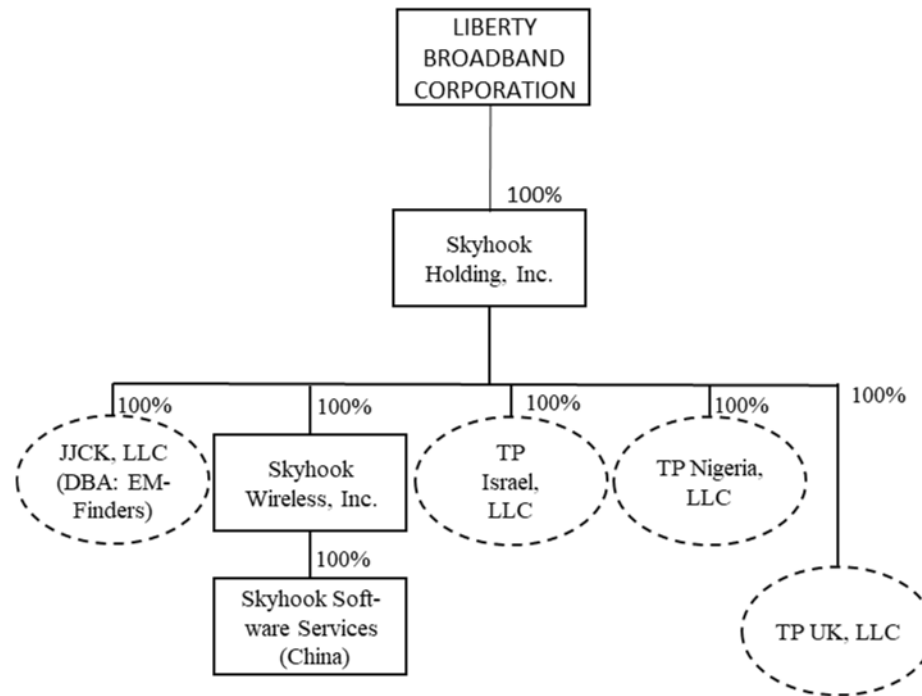 LIBERTY
BROADBAND
CORPORATION
100%
Skyhook
Holding, Inc.
100%
100%
100%
100%
100%
JJCK, LLC
(DBA: EM-
Finders)
Skyhook
Wireless, Inc.
TP
Israel,
LLC
TP Nigeria,
LLC
100%
Skyhook Soft-
ware Services
(China)
TP UK, LLC